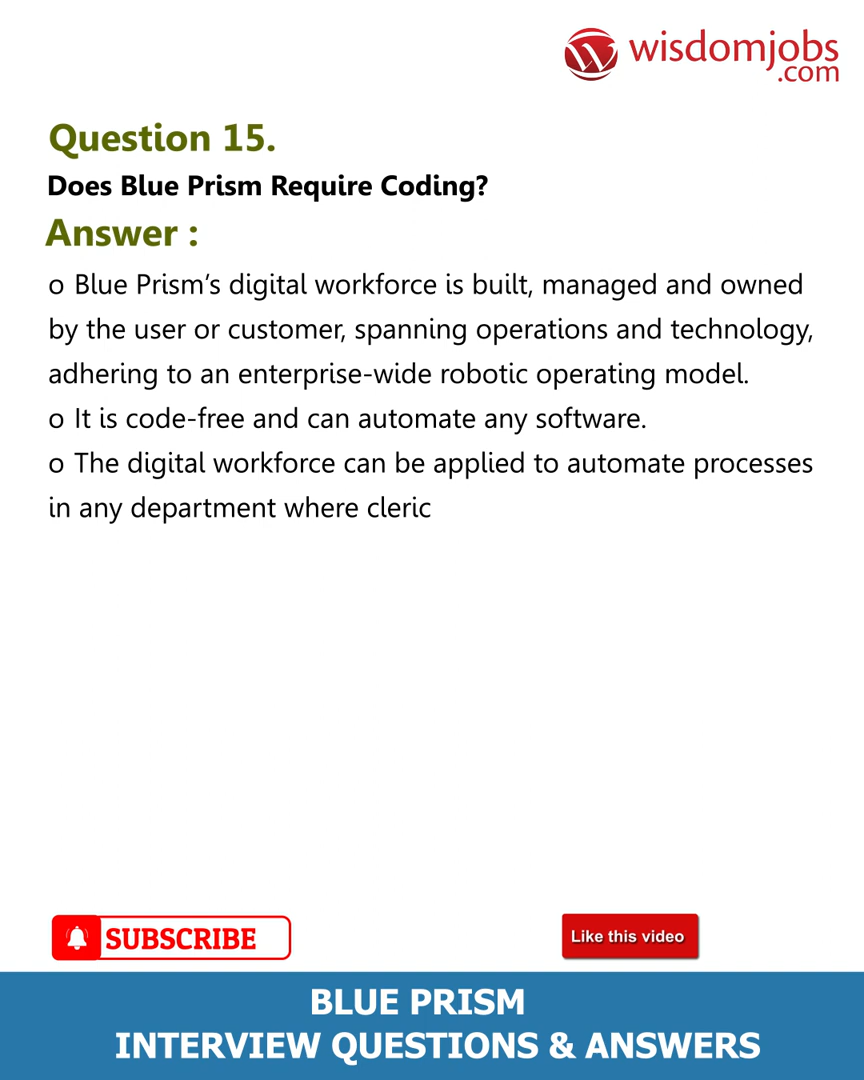 wisdomjobs
.com
Question 15.
Does Blue Prism Require Coding?
Answer :
o Blue Prism’s digital workforce is built, managed and owned
by the user or customer, spanning operations and technology,
adhering to an enterprise-wide robotic operating model.
o It is code-free and can automate any software.
o The digital workforce can be applied to automate processes
in any department where cleric
SUBSCRIBE
Like this video
BLUE PRISM
INTERVIEW QUESTIONS & ANSWERS